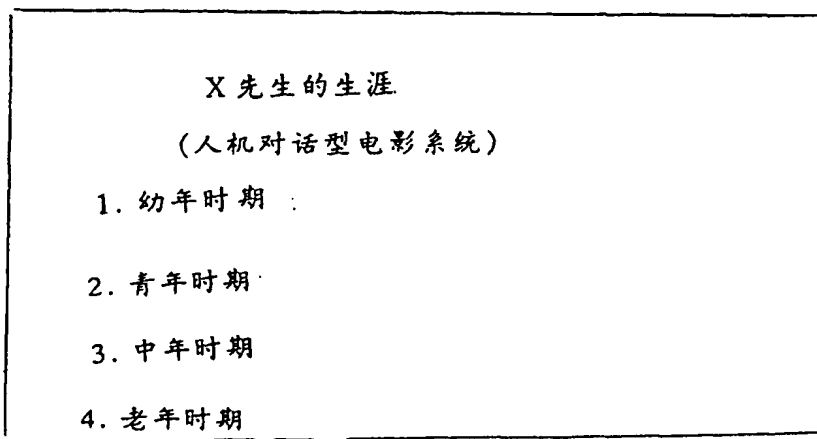 X 先生的生涯
(人机对话型电影系统)
1. 幼年时期
2. 青年时期
3. 中年时期
4. 老年时期